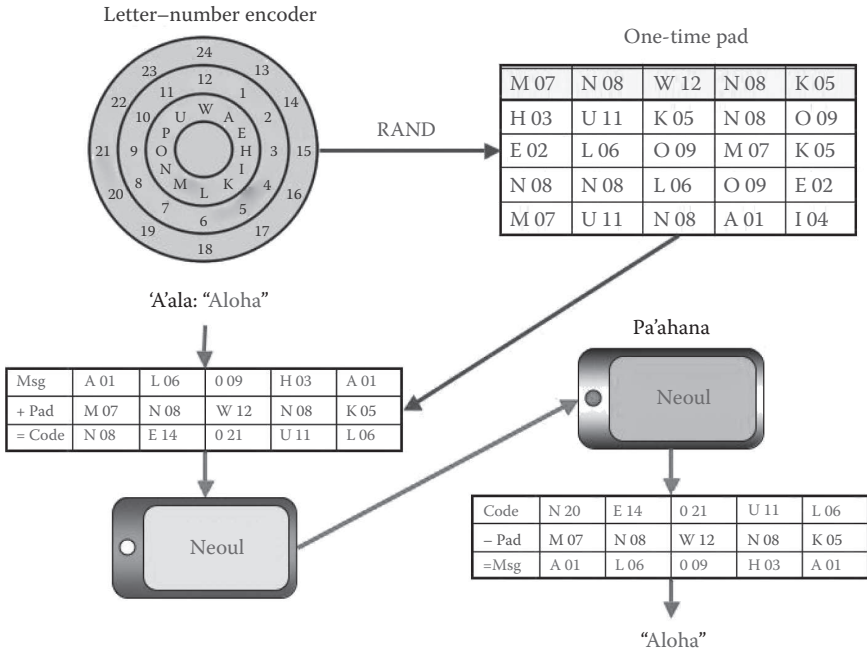 Letter–number encoder
24
23 13
12
22 11 1 14
U W A
10 P E 2
21 9 O H 3 15
N I
20 8 M L K 4 16
7 6 5
19 17
18
RAND
One-time pad
M 07 N 08 W 12 N 08 K 05
H 03 U 11 K 05 N 08 O 09
E 02 L 06 O 09 M 07 K 05
N 08 N 08 L 06 O 09 E 02
M 07 U 11 N 08 A 01 I 04
‘A’ala: “Aloha”
Msg A 01 L 06 0 09 H 03 A 01
+ Pad M 07 N 08 W 12 N 08 K 05
= Code N 08 E 14 0 21 U 11 L 06
Neoul
Pa’ahana
Neoul
Code N 20 E 14 0 21 U 11 L 06
– Pad M 07 N 08 W 12 N 08 K 05
=Msg A 01 L 06 0 09 H 03 A 01
“Aloha”